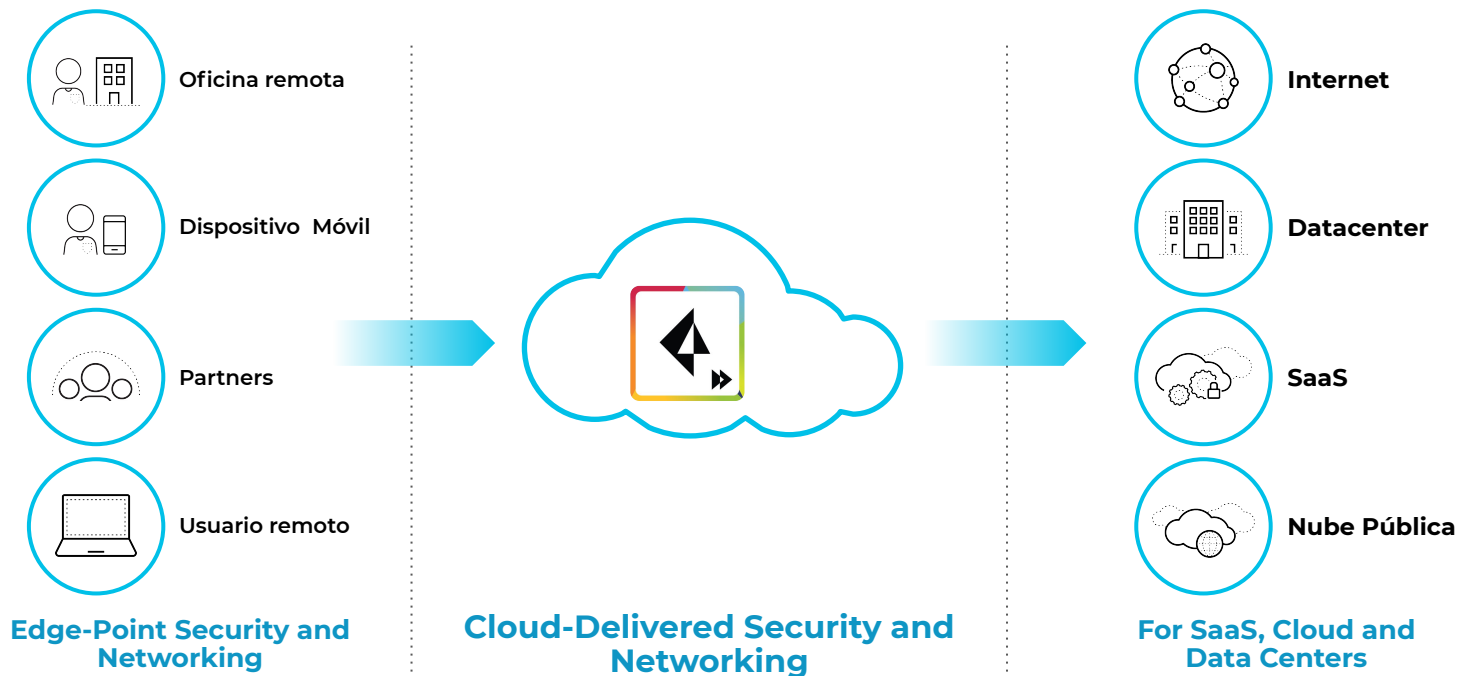 Oficina remota
Dispositivo Móvil
Partners
Usuario remoto
Edge-Point Security and
Networking
Cloud-Delivered Security and
Networking
Internet
Datacenter
SaaS
Nube Pública
For SaaS, Cloud and
Data Centers